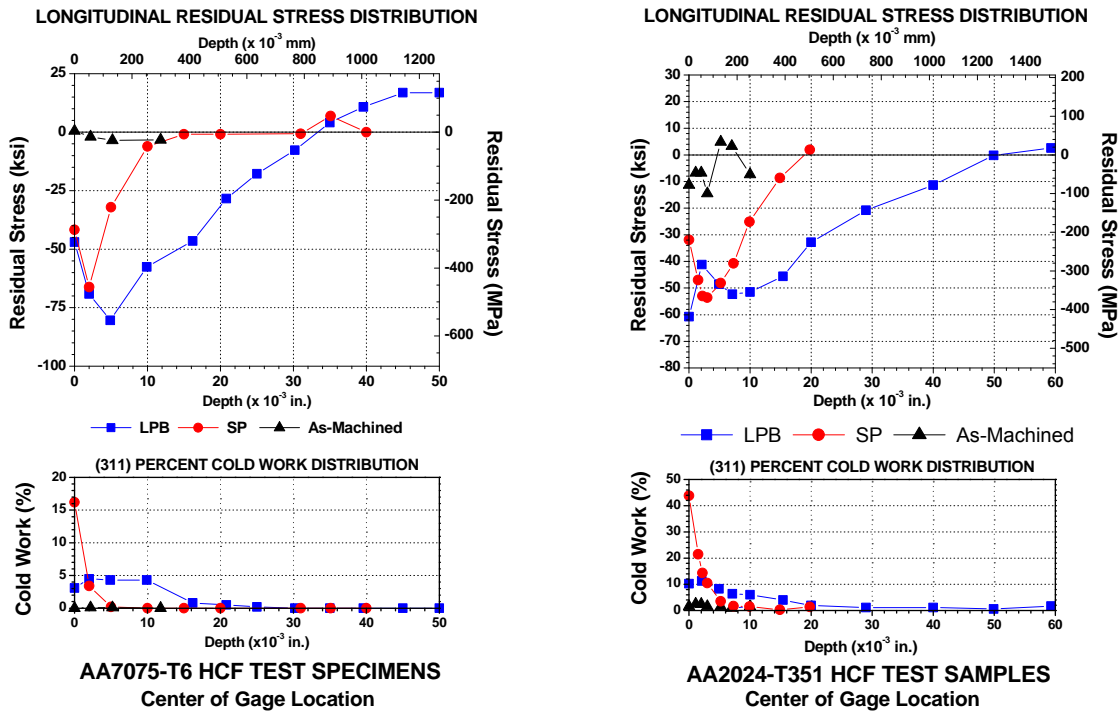 LONGITUDINAL RESIDUAL STRESS DISTRIBUTION
Depth (x 10⁻³ mm)
0 200 400 600 800 1000 1200
25
0
-25
-50
-75
-100
Residual Stress (ksi)
0
-200
-400
-600
Residual Stress (MPa)
0 10 20 30 40 50
Depth (x 10⁻³ in.)
LPB SP As-Machined
(311) PERCENT COLD WORK DISTRIBUTION
20
15
10
5
0
Cold Work (%)
0 10 20 30 40 50
Depth (x10⁻³ in.)
AA7075-T6 HCF TEST SPECIMENS
Center of Gage Location
LONGITUDINAL RESIDUAL STRESS DISTRIBUTION
Depth (x 10⁻³ mm)
0 250 500 750 1000 1250 1500
30
20
10
0
-10
-20
-30
-40
-50
-60
-70
-80
Residual Stress (ksi)
200
100
0
-100
-200
-300
-400
-500
Residual Stress (MPa)
0 10 20 30 40 50 60
Depth (x 10⁻³ in.)
LPB SP As-Machined
(311) PERCENT COLD WORK DISTRIBUTION
50
40
30
20
10
0
Cold Work (%)
0 10 20 30 40 50 60
Depth (x10⁻³ in.)
AA2024-T351 HCF TEST SAMPLES
Center of Gage Location